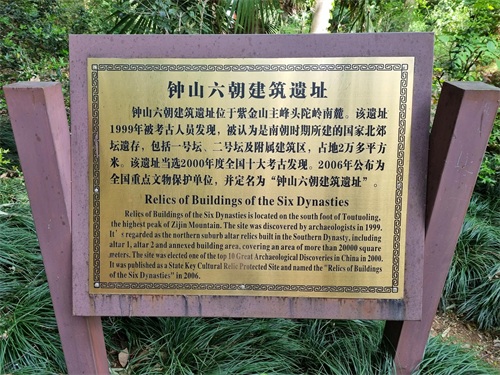 钟山六朝建筑遗址
钟山六朝建筑遗址位于紫金山主峰头陀岭南麓。该遗址
1999年被考古人员发现，被认为是南朝时期所建的国家北郊
坛遗存，包括一号坛、二号坛及附属建筑区，占地2万多平方
米。该遗址当选2000年度全国十大考古发现。2006年公布为
全国重点文物保护单位，并定名为“钟山六朝建筑遗址”。
Relics of Buildings of the Six Dynasties
Relics of Buildings of the Six Dynasties is located on the south foot of Toutuoling,
the highest peak of Zijin Mountain. The site was discovered by archaeologists in 1999.
It’s regarded as the northern suburb altar relics built in the Southern Dynasty, including
altar 1, altar 2 and annexed building area, covering an area of more than 20000 square
meters. The site was elected one of the top 10 Great Archaeological Discoveries in China in 2000.
It was published as a State Key Cultural Relic Protected Site and named the "Relics of Buildings
of the Six Dynasties" in 2006.